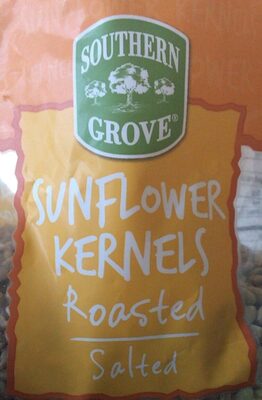 SOUTHERN
GROVE®
SUNFLOWER
KERNELS
Roasted
Salted